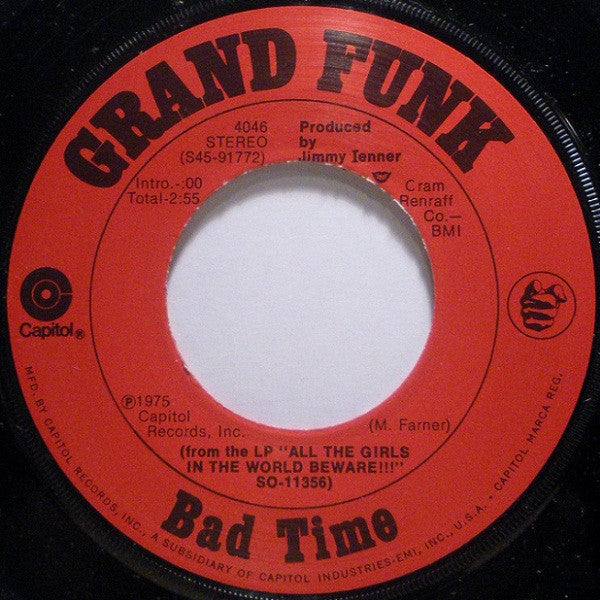 GRAND FUNK
4046
STEREO
(S45-91772)
Produced
by
Jimmy Ienner
Intro.-:00
Total-2:55
Cram
Renraff
Co.—
BMI
Capitol®
℗1975
Capitol
Records, Inc.
(M. Farner)
(from the LP "ALL THE GIRLS
IN THE WORLD BEWARE!!!"
SO-11356)
Bad Time
MFD. BY CAPITOL RECORDS, INC., A SUBSIDIARY OF CAPITOL INDUSTRIES-EMI, INC., U.S.A. • CAPITOL MARCA REG.